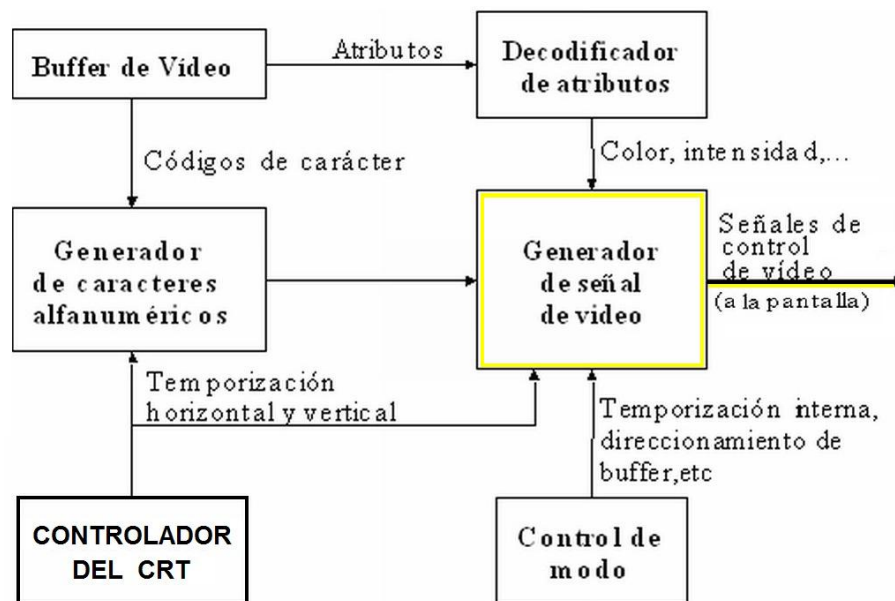 Buffer de Vídeo
Atributos
Decodificador
de atributos
Códigos de carácter
Color, intensidad,...
Generador
de caracteres
alfanuméricos
Generador
de señal
de video
Señales de
control
de vídeo
(a la pantalla)
Temporización
horizontal y vertical
Temporización interna,
direccionamiento de
buffer,etc
CONTROLADOR
DEL CRT
Control de
modo